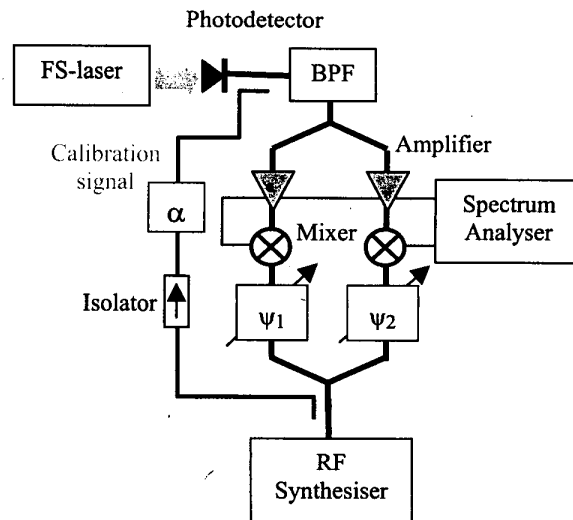 Photodetector
FS-laser
BPF
Calibration
signal
Amplifier
α
Mixer
Spectrum
Analyser
Isolator
ψ1
ψ2
RF
Synthesiser